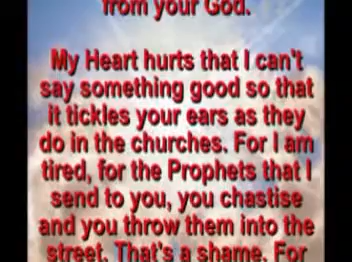 from your God.
My Heart hurts that I can't
say something good so that
it tickles your ears as they
do in the churches. For I am
tired, for the Prophets that I
send to you, you chastise
and you throw them into the
street. That's a shame. For